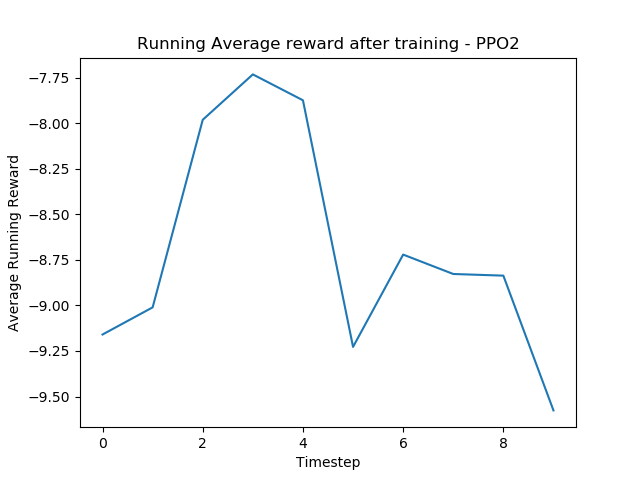 Running Average reward after training - PPO2
Average Running Reward
−7.75
−8.00
−8.25
−8.50
−8.75
−9.00
−9.25
−9.50
0 2 4 6 8
Timestep